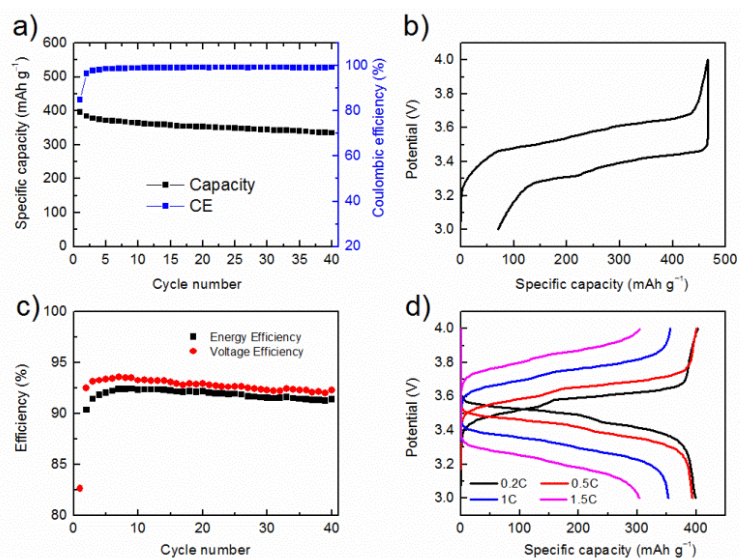 a)
600
500
400
300
200
100
0
Specific capacity (mAh g⁻¹)
100
80
60
40
20
Coulombic efficiency (%)
Capacity
CE
0 5 10 15 20 25 30 35 40
Cycle number
b)
4.0
3.8
3.6
3.4
3.2
3.0
Potential (V)
0 100 200 300 400 500
Specific capacity (mAh g⁻¹)
c)
100
95
90
85
80
Efficiency (%)
Energy Efficiency
Voltage Efficiency
0 10 20 30 40
Cycle number
d)
4.0
3.8
3.6
3.4
3.2
3.0
Potential (V)
0.2C 0.5C
1C 1.5C
0 100 200 300 400
Specific capacity (mAh g⁻¹)